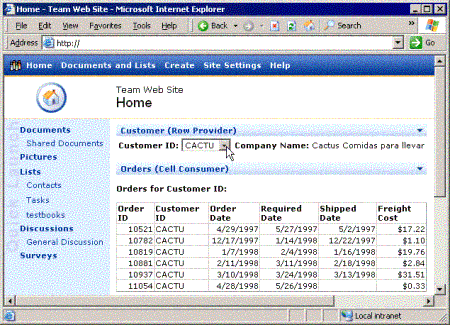 Home - Team Web Site - Microsoft Internet Explorer
File Edit View Favorites Tools Help Back Search
Address http:// Go
Home Documents and Lists Create Site Settings Help
Team Web Site
Home
Documents
Shared Documents
Pictures
Lists
Contacts
Tasks
testbooks
Discussions
General Discussion
Surveys
Customer (Row Provider)
Customer ID: CACTU Company Name: Cactus Comidas para llevar
Orders (Cell Consumer)
Orders for Customer ID:
Order ID Customer ID Order Date Required Date Shipped Date Freight Cost
10521 CACTU 4/29/1997 5/27/1997 5/2/1997 $17.22
10782 CACTU 12/17/1997 1/14/1998 12/22/1997 $1.10
10819 CACTU 1/7/1998 2/4/1998 1/16/1998 $19.76
10881 CACTU 2/11/1998 3/11/1998 2/18/1998 $2.84
10937 CACTU 3/10/1998 3/24/1998 3/13/1998 $31.51
11054 CACTU 4/28/1998 5/26/1998 $0.33
Local intranet